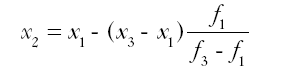 x₂ = x₁ - (x₃ - x₁) f₁ / (f₃ - f₁)